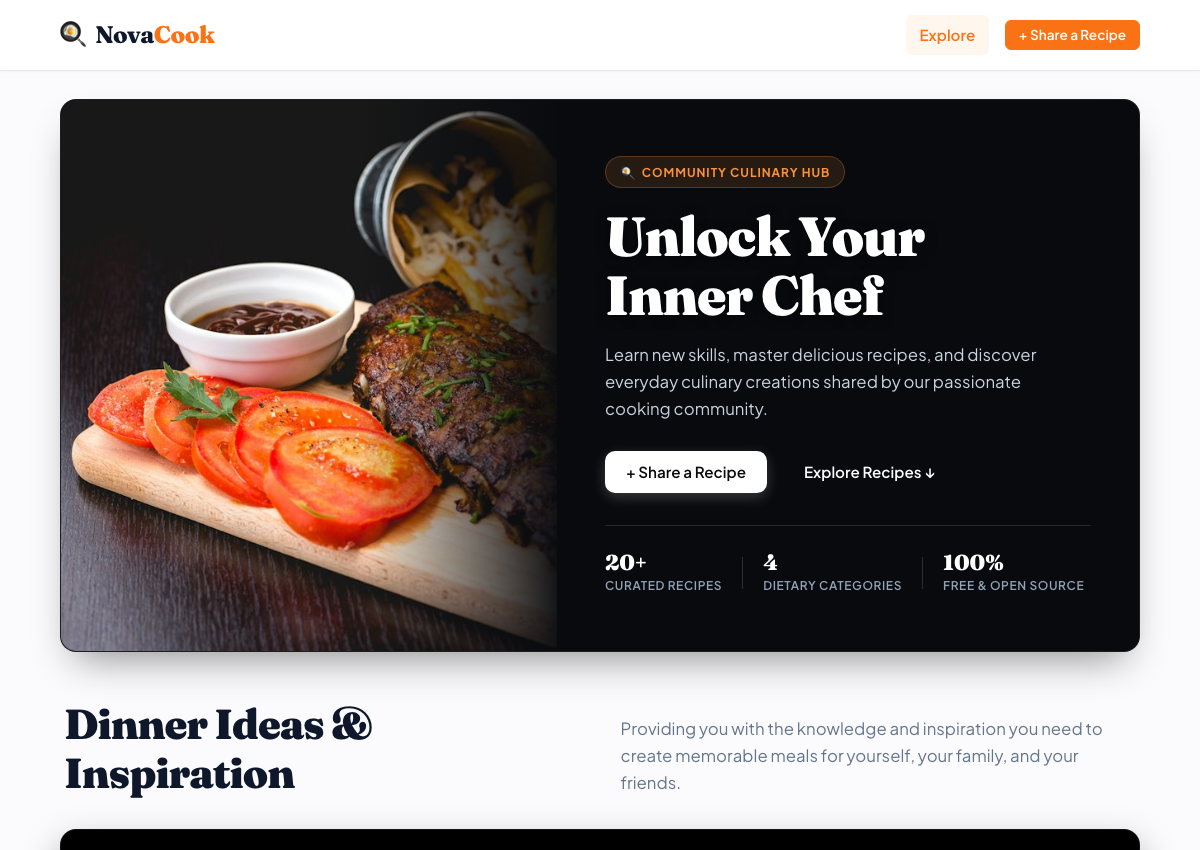 NovaCook
Explore
+ Share a Recipe
COMMUNITY CULINARY HUB
Unlock Your
Inner Chef
Learn new skills, master delicious recipes, and discover
everyday culinary creations shared by our passionate
cooking community.
+ Share a Recipe
Explore Recipes ↓
20+
CURATED RECIPES
4
DIETARY CATEGORIES
100%
FREE & OPEN SOURCE
Dinner Ideas &
Inspiration
Providing you with the knowledge and inspiration you need to
create memorable meals for yourself, your family, and your
friends.